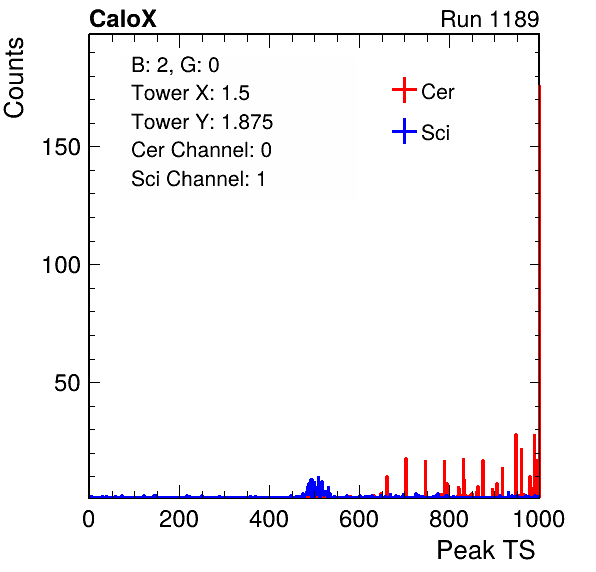 CaloX Run 1189
Counts
B: 2, G: 0
Tower X: 1.5
Tower Y: 1.875
Cer Channel: 0
Sci Channel: 1
Cer
Sci
150
100
50
0 200 400 600 800 1000
Peak TS